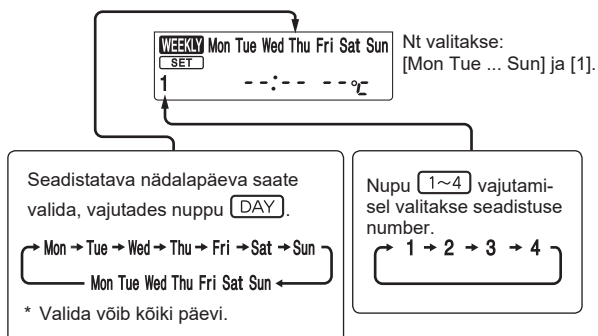 WEEKLY Mon Tue Wed Thu Fri Sat Sun
SET
1 --:-- --°C
Nt valitakse:
[Mon Tue ... Sun] ja [1].
Seadistatava nädalapäeva saate
valida, vajutades nuppu DAY.
Mon → Tue → Wed → Thu → Fri → Sat → Sun
Mon Tue Wed Thu Fri Sat Sun ←
* Valida võib kõiki päevi.
Nupu 1~4 vajutami-
sel valitakse seadistuse
number.
→ 1 → 2 → 3 → 4